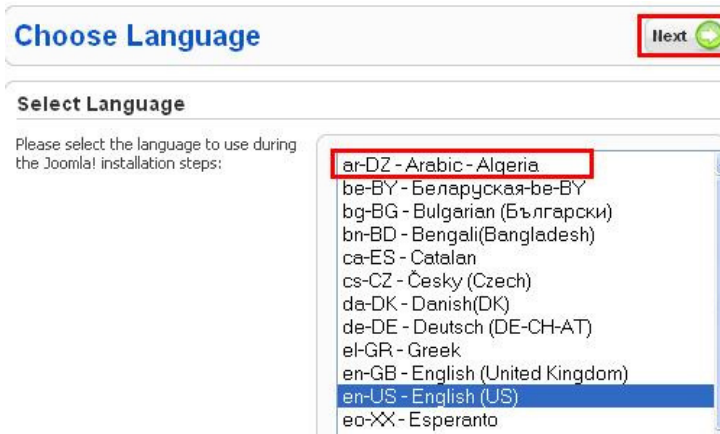 Choose Language
Next
Select Language
Please select the language to use during
the Joomla! installation steps:
ar-DZ - Arabic - Algeria
be-BY - Беларуская-be-BY
bg-BG - Bulgarian (Български)
bn-BD - Bengali(Bangladesh)
ca-ES - Catalan
cs-CZ - Česky (Czech)
da-DK - Danish(DK)
de-DE - Deutsch (DE-CH-AT)
el-GR - Greek
en-GB - English (United Kingdom)
en-US - English (US)
eo-XX - Esperanto